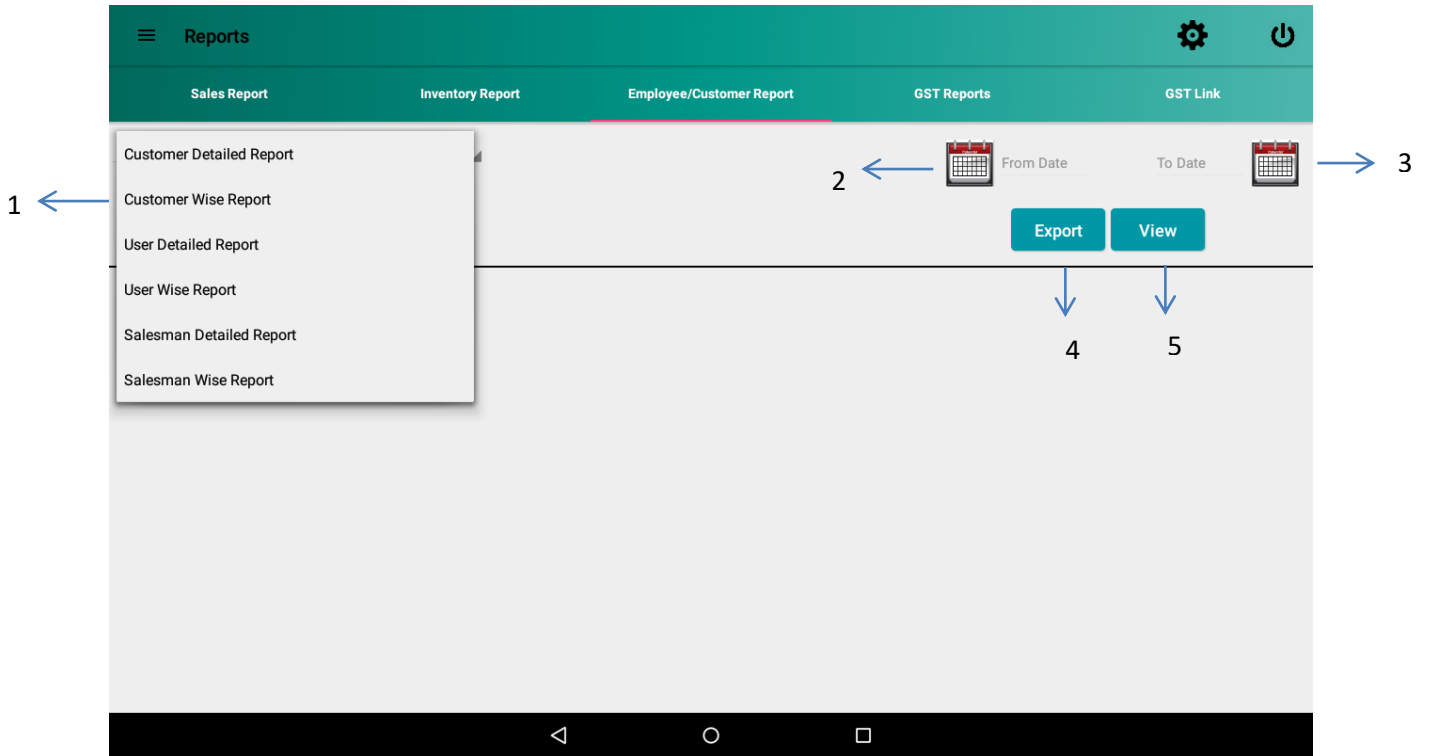 Reports
Sales Report
Inventory Report
Employee/Customer Report
GST Reports
GST Link
Customer Detailed Report
Customer Wise Report
User Detailed Report
User Wise Report
Salesman Detailed Report
Salesman Wise Report
1
2
From Date
To Date
3
Export
View
4
5